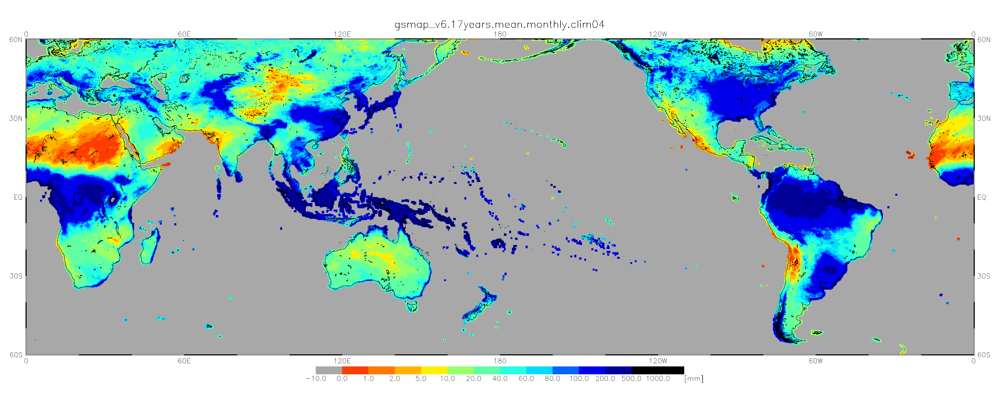 gsmap_v6.17years.mean.monthly.clim04
0 60E 120E 180 120W 60W 0
60N 60N
30N 30N
EQ EQ
30S 30S
60S 60S
0 60E 120E 180 120W 60W 0
−10.0 0.0 1.0 2.0 5.0 10.0 20.0 40.0 60.0 80.0 100.0 200.0 500.0 1000.0 [mm]